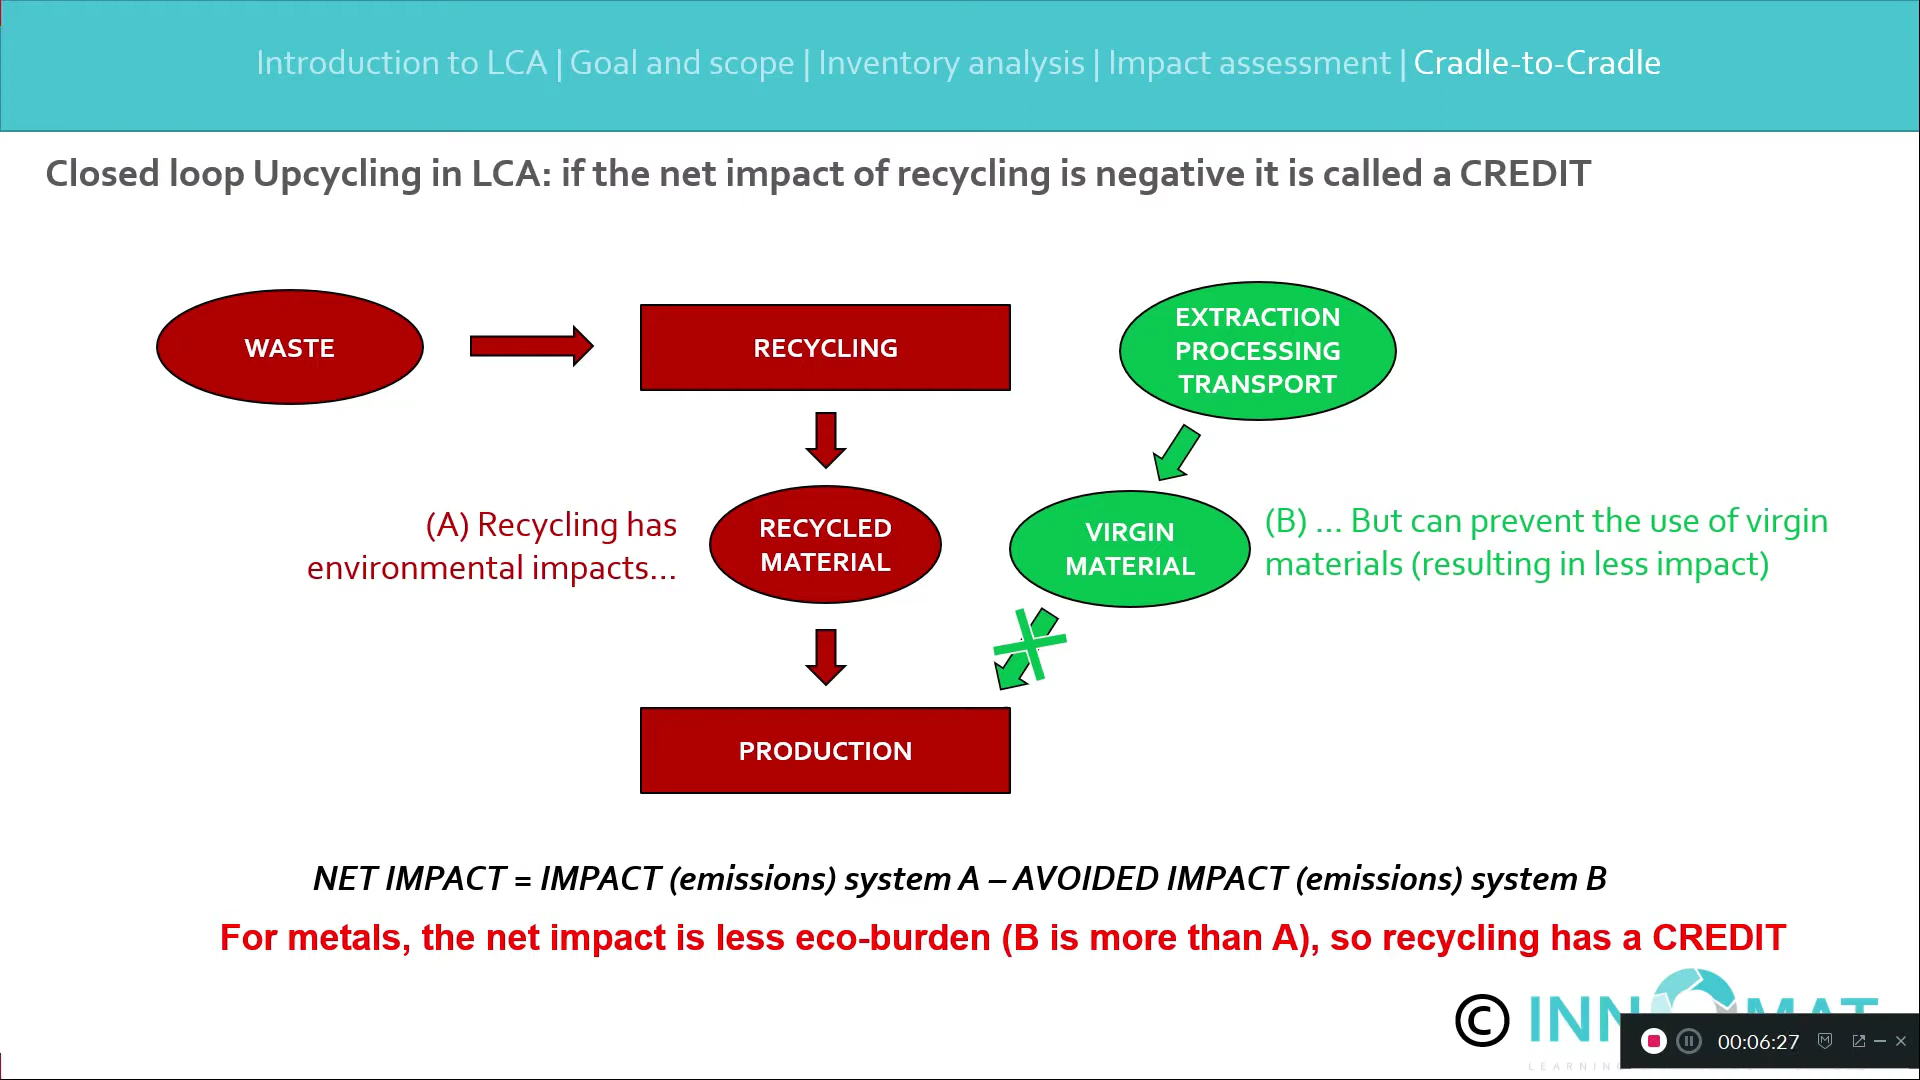 Introduction to LCA | Goal and scope | Inventory analysis | Impact assessment | Cradle-to-Cradle
Closed loop Upcycling in LCA: if the net impact of recycling is negative it is called a CREDIT
WASTE
RECYCLING
EXTRACTION
PROCESSING
TRANSPORT
(A) Recycling has
environmental impacts...
RECYCLED
MATERIAL
VIRGIN
MATERIAL
(B) ... But can prevent the use of virgin
materials (resulting in less impact)
PRODUCTION
NET IMPACT = IMPACT (emissions) system A – AVOIDED IMPACT (emissions) system B
For metals, the net impact is less eco-burden (B is more than A), so recycling has a CREDIT
©
00:06:27